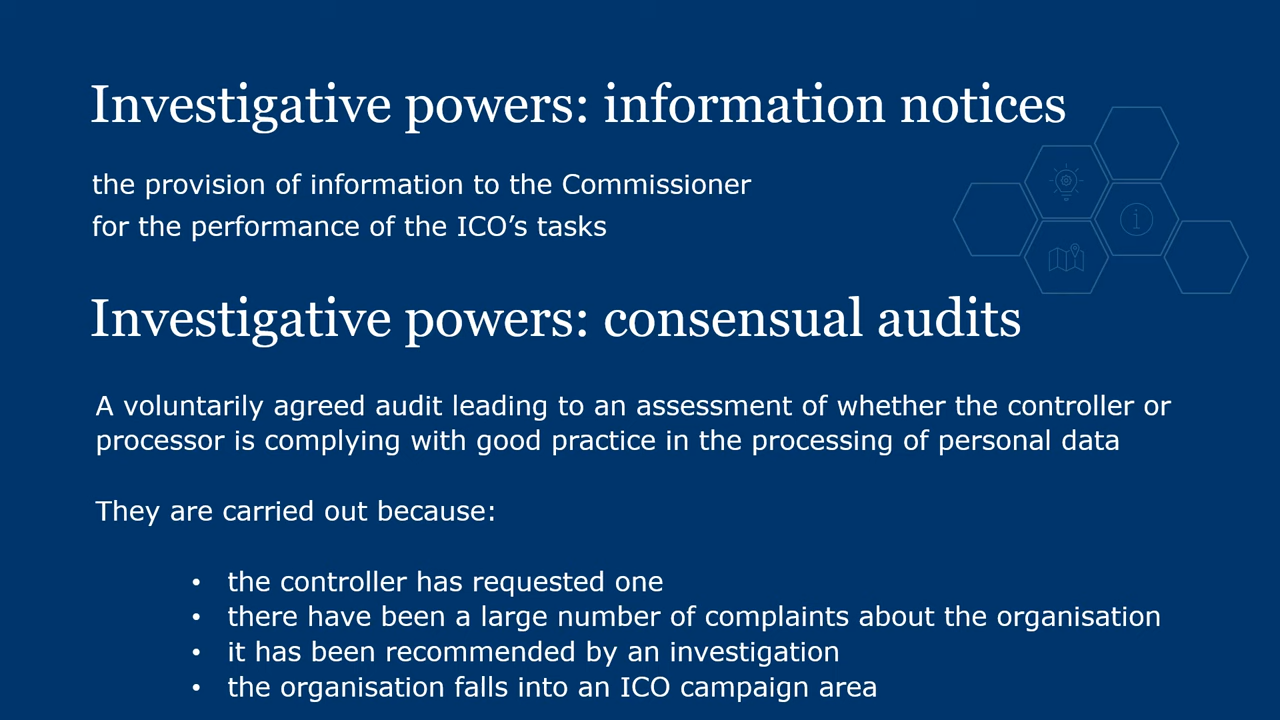 Investigative powers: information notices
the provision of information to the Commissioner
for the performance of the ICO’s tasks
Investigative powers: consensual audits
A voluntarily agreed audit leading to an assessment of whether the controller or
processor is complying with good practice in the processing of personal data
They are carried out because:
• the controller has requested one
• there have been a large number of complaints about the organisation
• it has been recommended by an investigation
• the organisation falls into an ICO campaign area